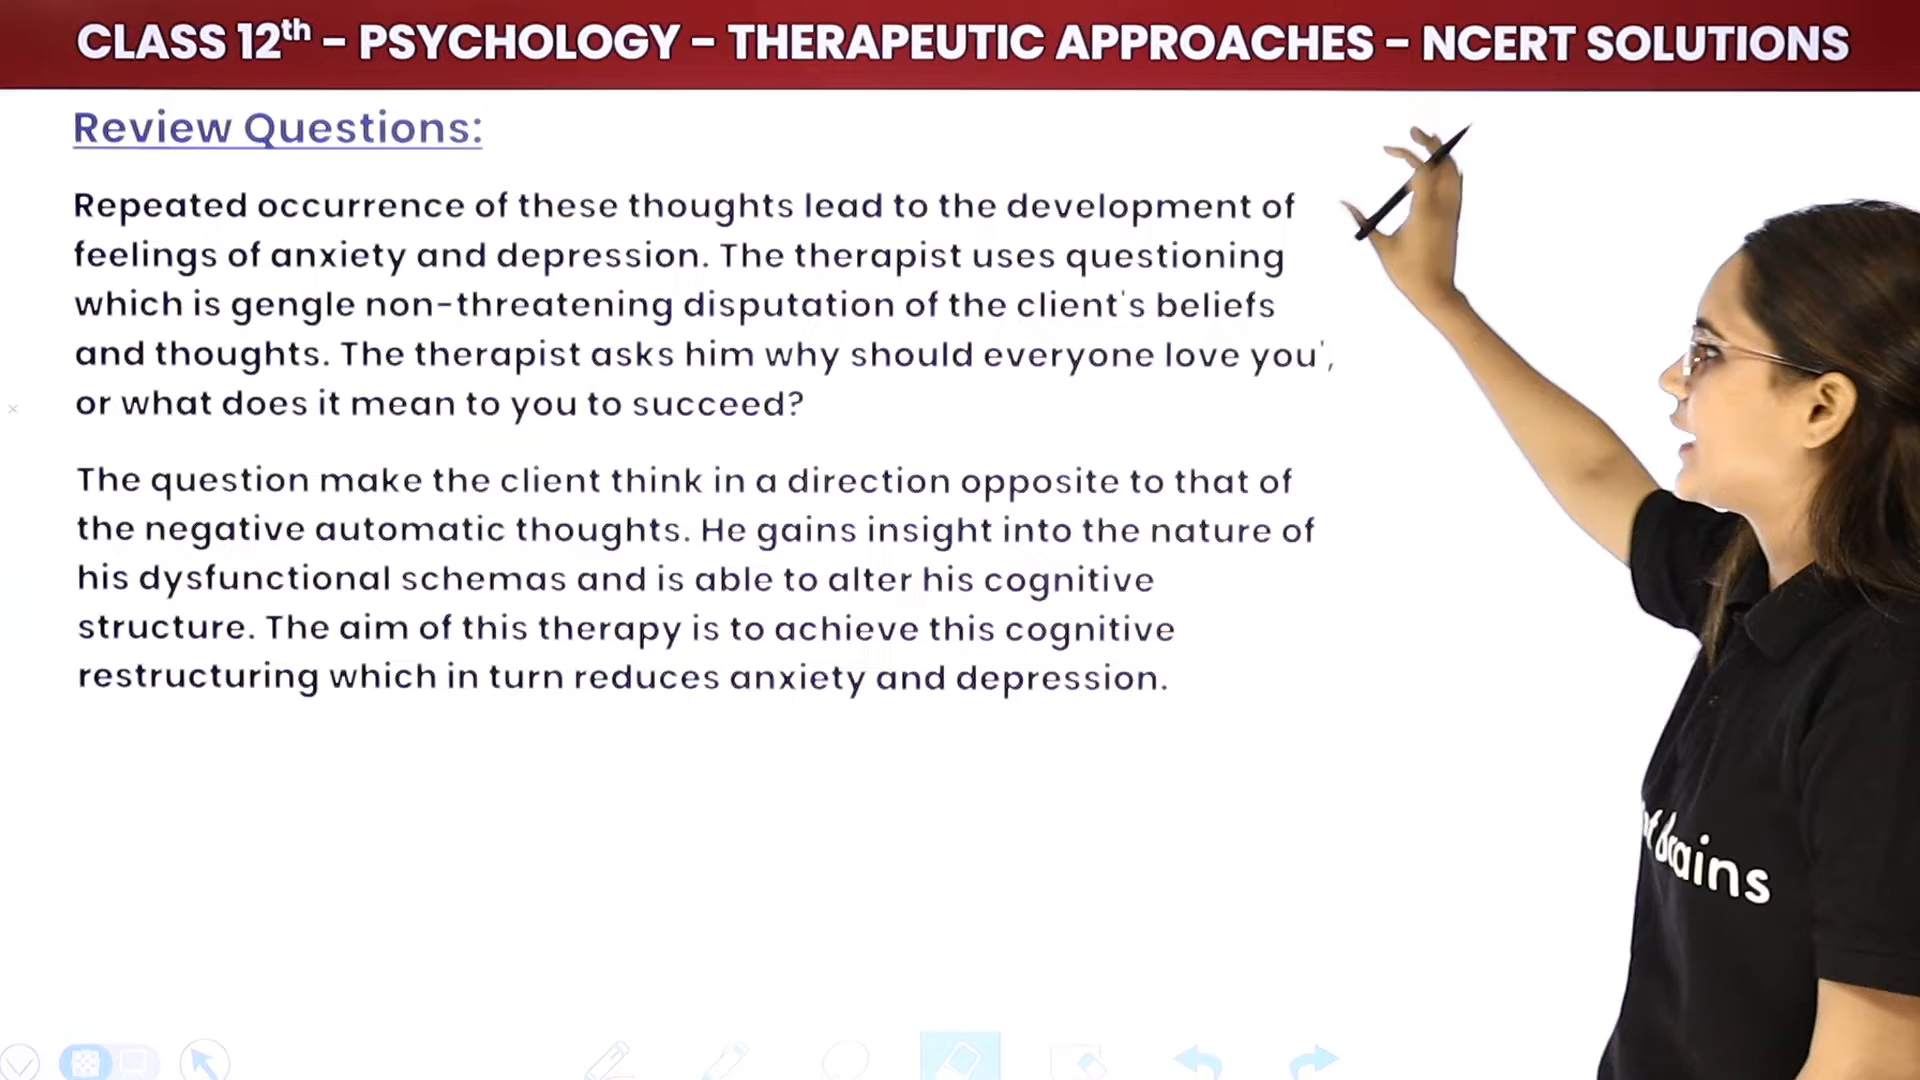 CLASS 12th - PSYCHOLOGY - THERAPEUTIC APPROACHES - NCERT SOLUTIONS
Review Questions:
Repeated occurrence of these thoughts lead to the development of
feelings of anxiety and depression. The therapist uses questioning
which is gengle non-threatening disputation of the client's beliefs
and thoughts. The therapist asks him why should everyone love you',
or what does it mean to you to succeed?
The question make the client think in a direction opposite to that of
the negative automatic thoughts. He gains insight into the nature of
his dysfunctional schemas and is able to alter his cognitive
structure. The aim of this therapy is to achieve this cognitive
restructuring which in turn reduces anxiety and depression.
brains